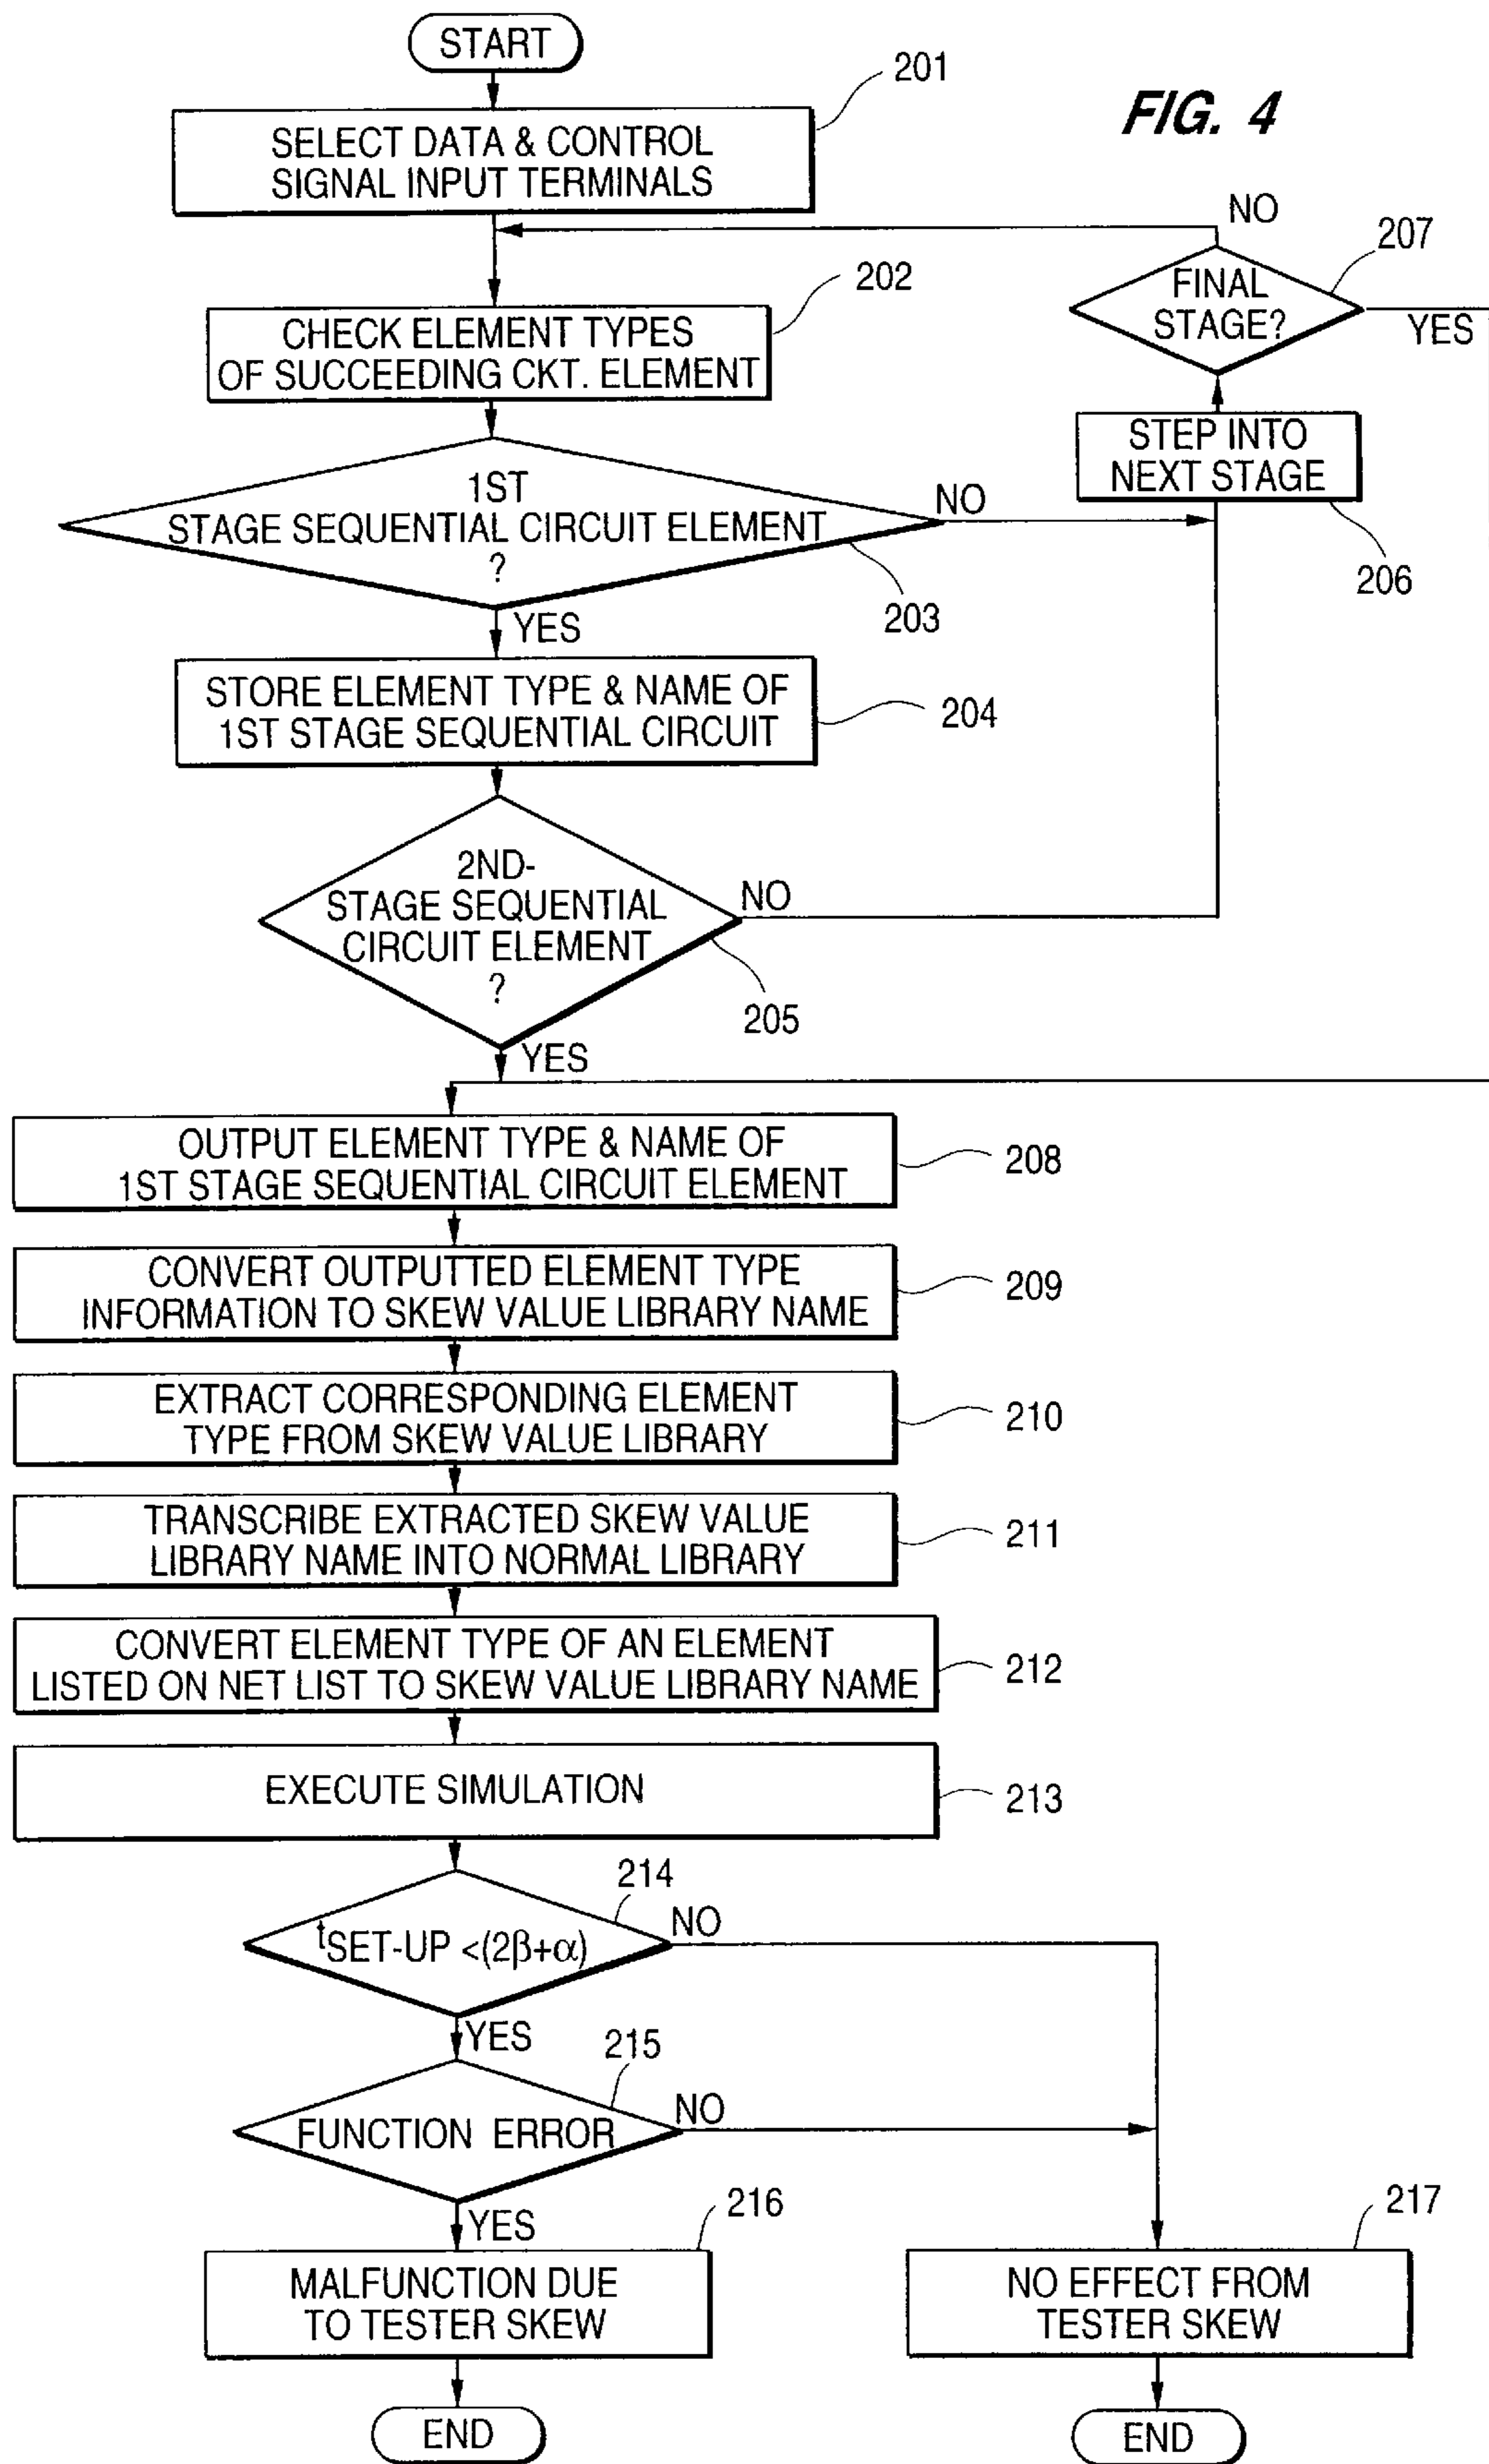 START
201
FIG. 4
SELECT DATA & CONTROL
SIGNAL INPUT TERMINALS
NO
207
FINAL
STAGE?
YES
202
CHECK ELEMENT TYPES
OF SUCCEEDING CKT. ELEMENT
STEP INTO
NEXT STAGE
206
1ST
STAGE SEQUENTIAL CIRCUIT ELEMENT
?
NO
203
YES
STORE ELEMENT TYPE & NAME OF
1ST STAGE SEQUENTIAL CIRCUIT
204
2ND-
STAGE SEQUENTIAL
CIRCUIT ELEMENT
?
NO
205
YES
OUTPUT ELEMENT TYPE & NAME OF
1ST STAGE SEQUENTIAL CIRCUIT ELEMENT
208
CONVERT OUTPUTTED ELEMENT TYPE
INFORMATION TO SKEW VALUE LIBRARY NAME
209
EXTRACT CORRESPONDING ELEMENT
TYPE FROM SKEW VALUE LIBRARY
210
TRANSCRIBE EXTRACTED SKEW VALUE
LIBRARY NAME INTO NORMAL LIBRARY
211
CONVERT ELEMENT TYPE OF AN ELEMENT
LISTED ON NET LIST TO SKEW VALUE LIBRARY NAME
212
EXECUTE SIMULATION
213
214
tSET-UP <(2β+α)
NO
YES
215
FUNCTION ERROR
NO
YES
216
MALFUNCTION DUE
TO TESTER SKEW
217
NO EFFECT FROM
TESTER SKEW
END
END